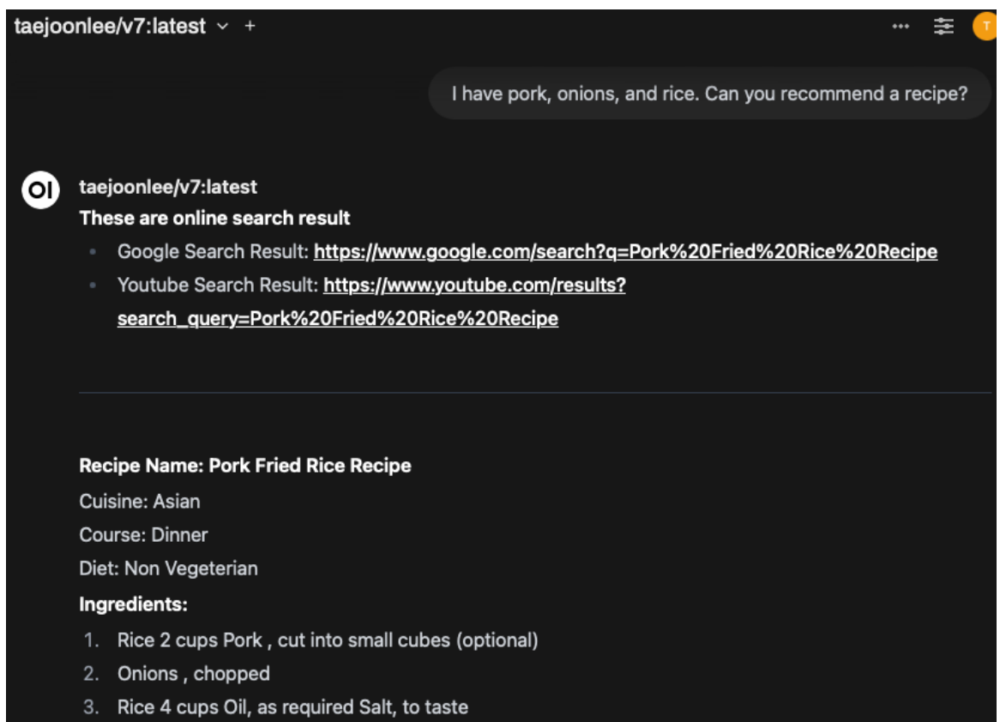 taejoonlee/v7:latest
T
I have pork, onions, and rice. Can you recommend a recipe?
OI
taejoonlee/v7:latest
These are online search result
• Google Search Result: https://www.google.com/search?q=Pork%20Fried%20Rice%20Recipe
• Youtube Search Result: https://www.youtube.com/results?
search_query=Pork%20Fried%20Rice%20Recipe
Recipe Name: Pork Fried Rice Recipe
Cuisine: Asian
Course: Dinner
Diet: Non Vegeterian
Ingredients:
1. Rice 2 cups Pork , cut into small cubes (optional)
2. Onions , chopped
3. Rice 4 cups Oil, as required Salt, to taste